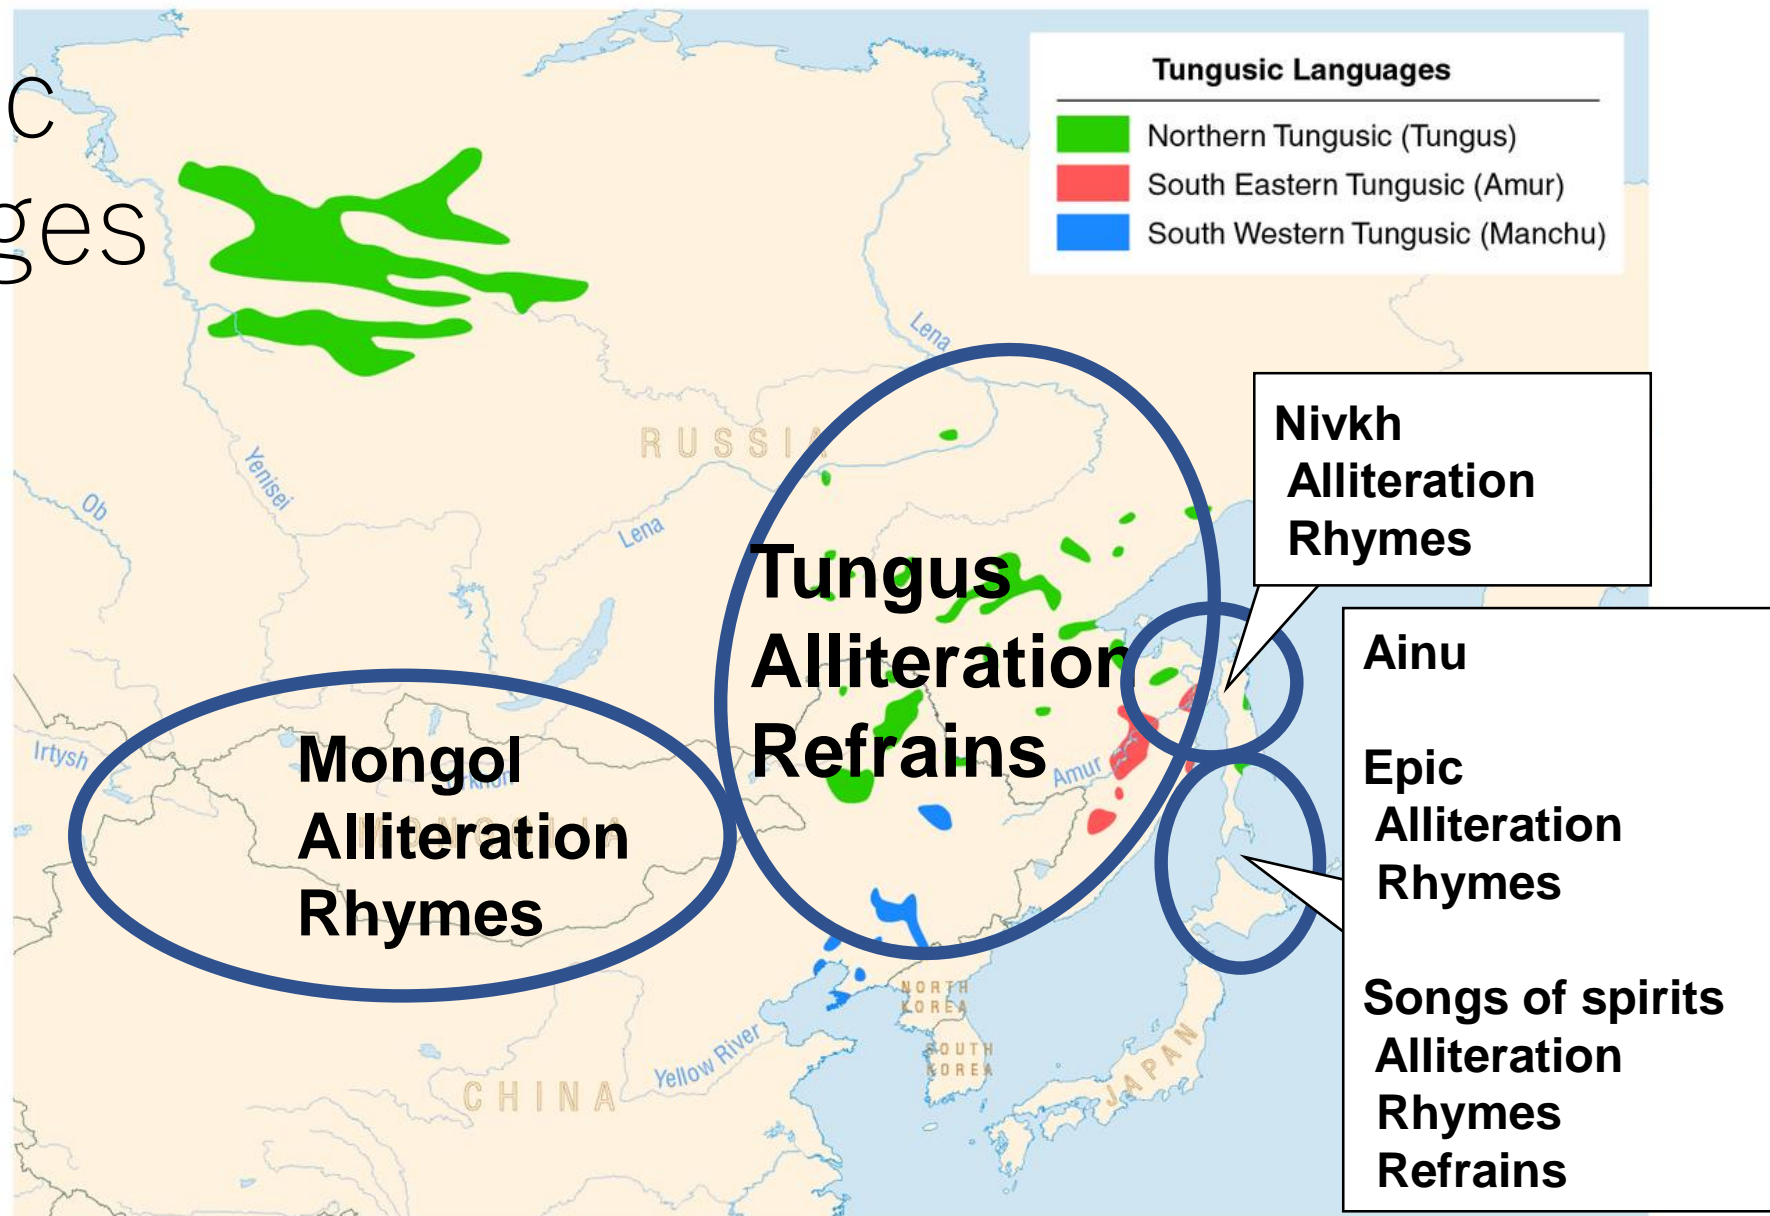 c
ges
Tungusic Languages
Northern Tungusic (Tungus)
South Eastern Tungusic (Amur)
South Western Tungusic (Manchu)
Lena
RUSSIA
Yenisei
Ob
Lena
Nivkh
Alliteration
Rhymes
Tungus
Alliteration
Refrains
Ainu
Epic
Alliteration
Rhymes
Songs of spirits
Alliteration
Rhymes
Refrains
Irtysh
Amur
Mongol
Alliteration
Rhymes
MONGOLIA
NORTH
KOREA
SOUTH
KOREA
JAPAN
Yellow River
CHINA